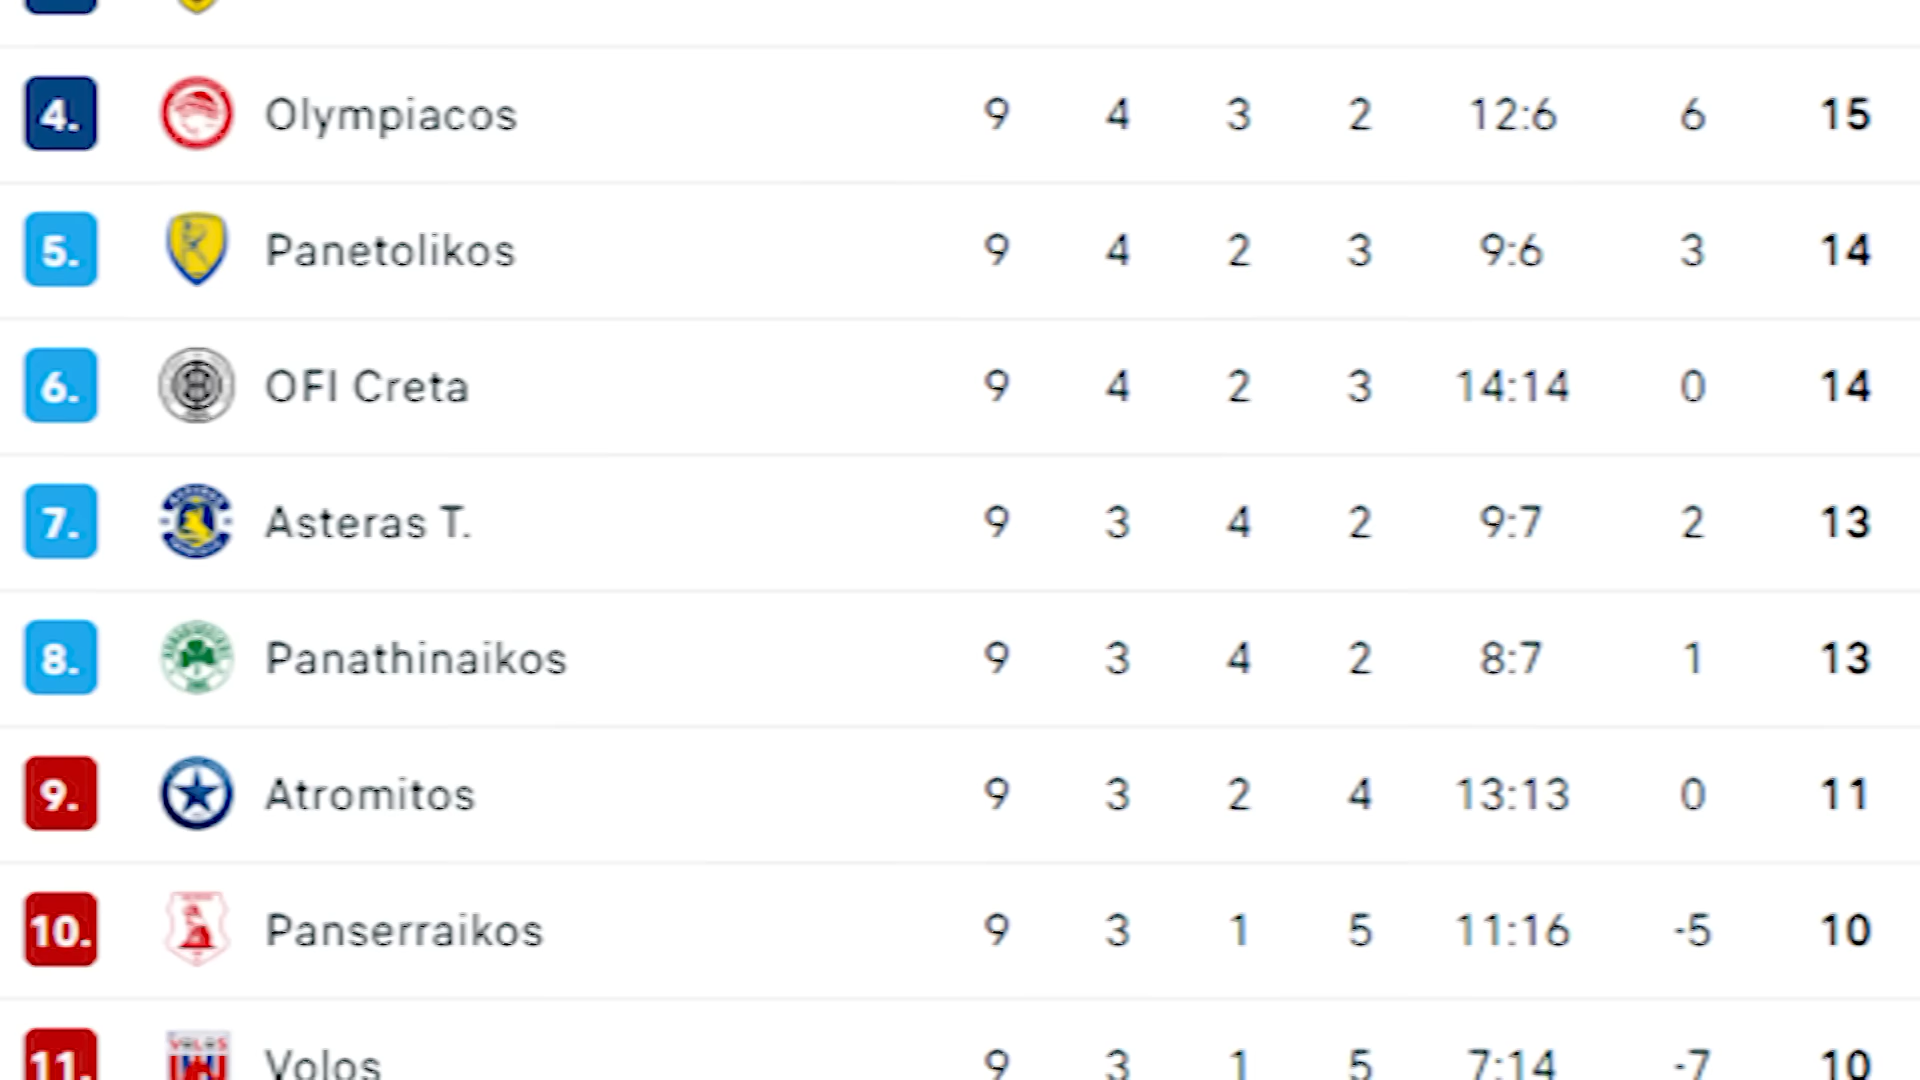 4. Olympiacos 9 4 3 2 12:6 6 15
5. Panetolikos 9 4 2 3 9:6 3 14
6. OFI Creta 9 4 2 3 14:14 0 14
7. Asteras T. 9 3 4 2 9:7 2 13
8. Panathinaikos 9 3 4 2 8:7 1 13
9. Atromitos 9 3 2 4 13:13 0 11
10. Panserraikos 9 3 1 5 11:16 -5 10
VOLOS
11. Volos 9 3 1 5 7:14 -7 10